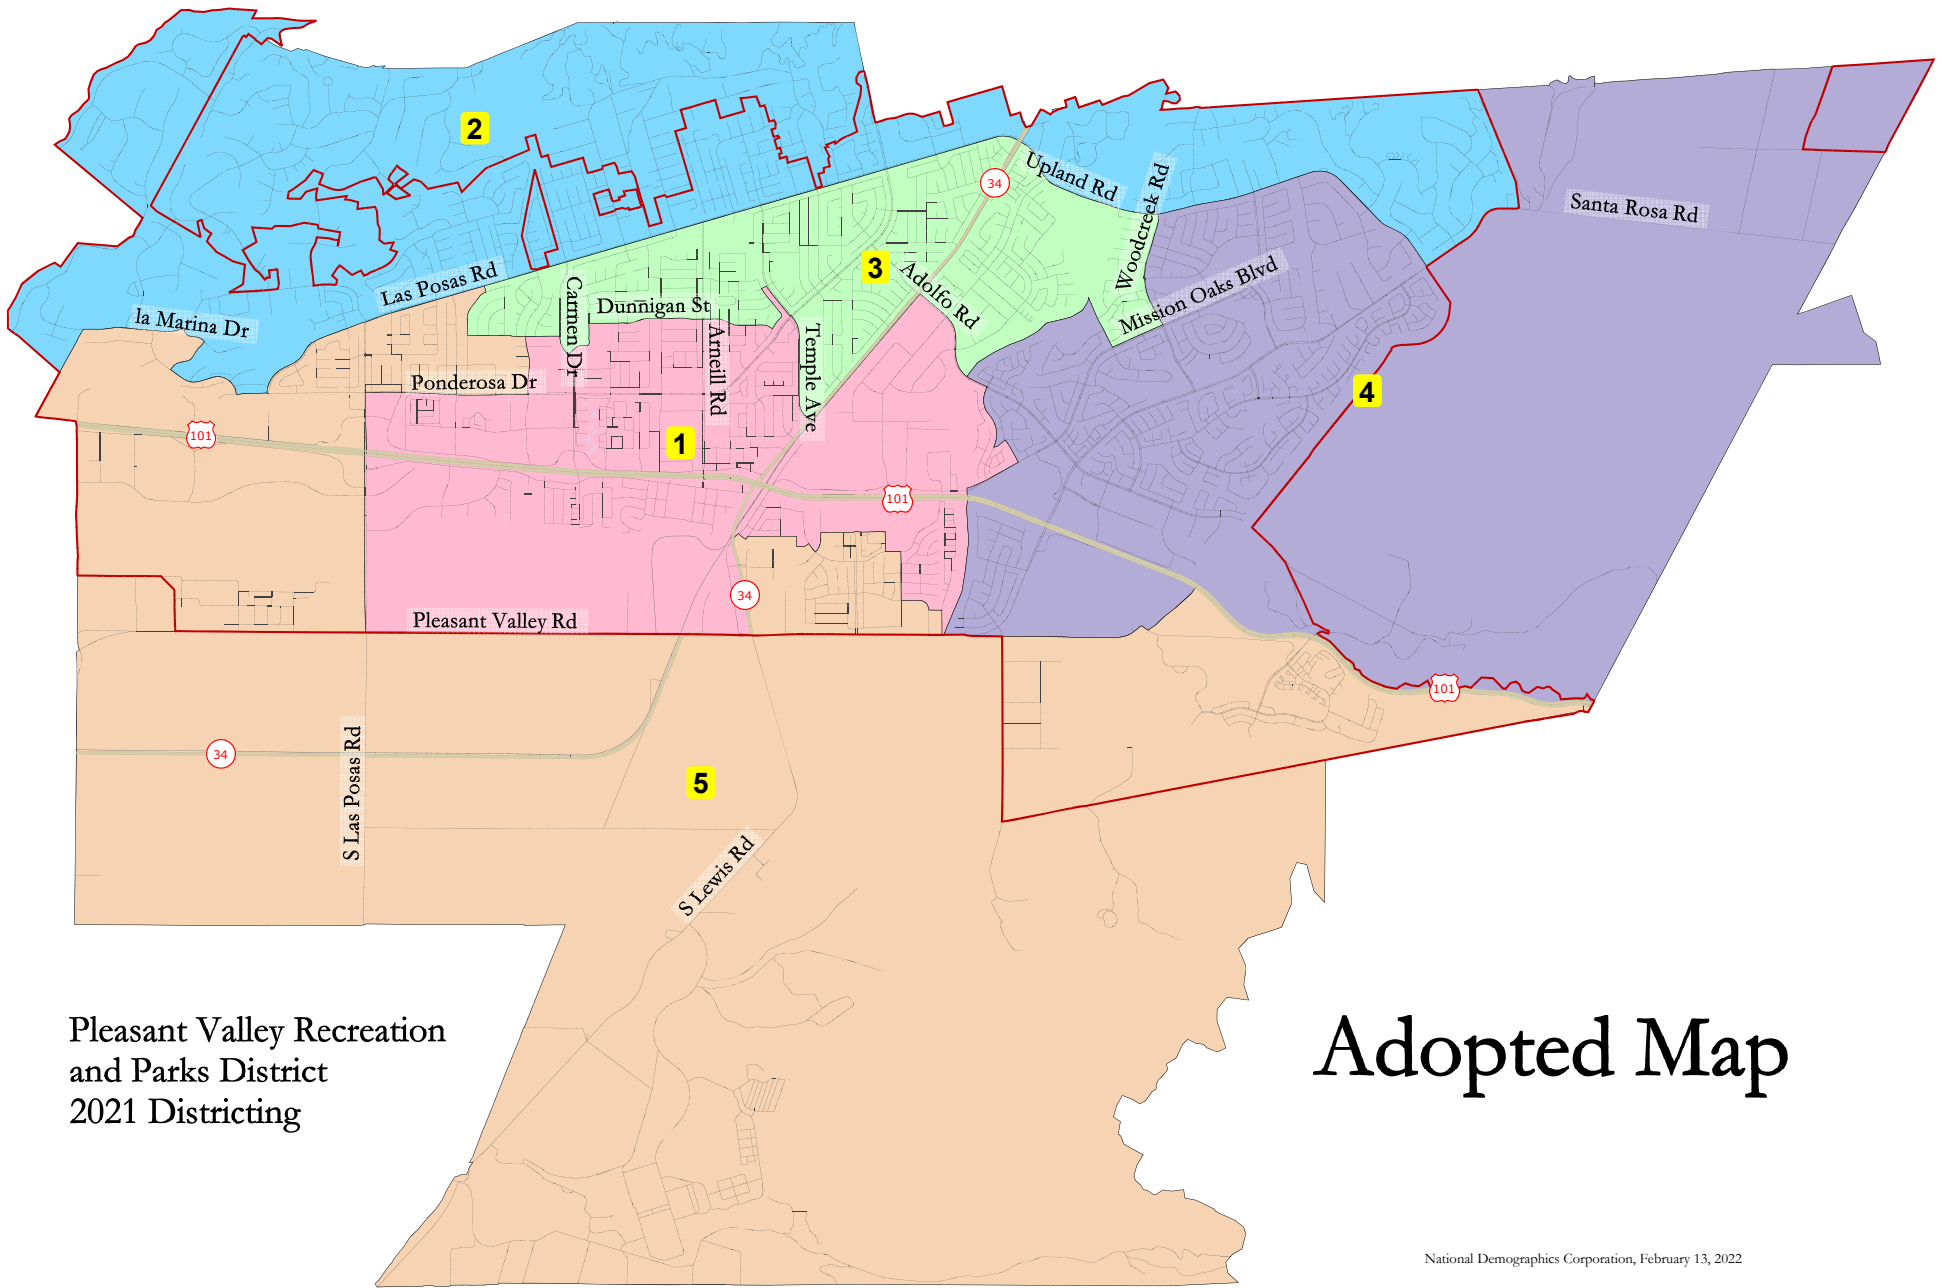 2
34
Upland Rd
Woodcreek Rd
Santa Rosa Rd
3
Las Posas Rd
la Marina Dr
Carmen Dr
Dunnigan St
Adolfo Rd
Mission Oaks Blvd
Arneill Rd
Temple Ave
Ponderosa Dr
4
101
1
101
34
Pleasant Valley Rd
101
34
S Las Posas Rd
5
S Lewis Rd
Pleasant Valley Recreation
and Parks District
2021 Districting
Adopted Map
National Demographics Corporation, February 13, 2022